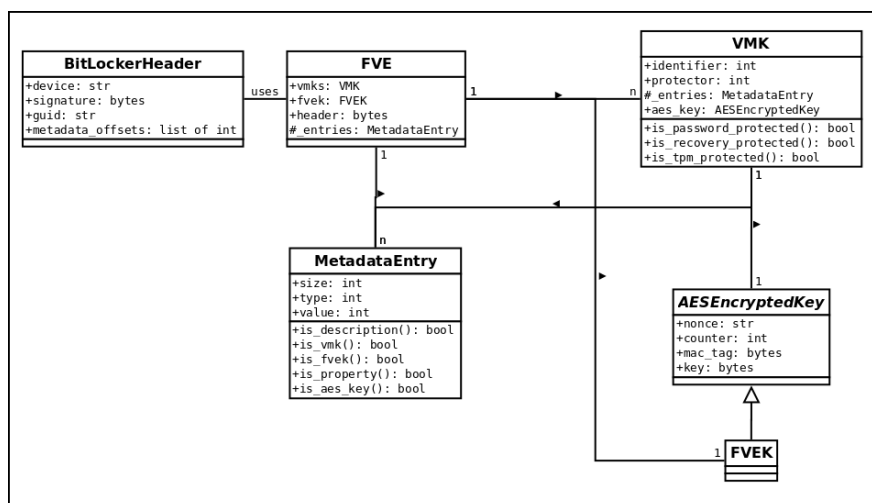 BitLockerHeader
+device: str
+signature: bytes
+guid: str
+metadata_offsets: list of int
uses
FVE
+vmks: VMK
+fvek: FVEK
+header: bytes
#_entries: MetadataEntry
1
n
VMK
+identifier: int
+protector: int
#_entries: MetadataEntry
+aes_key: AESEncryptedKey
+is_password_protected(): bool
+is_recovery_protected(): bool
+is_tpm_protected(): bool
1
1
n
MetadataEntry
+size: int
+type: int
+value: int
+is_description(): bool
+is_vmk(): bool
+is_fvek(): bool
+is_property(): bool
+is_aes_key(): bool
1
AESEncryptedKey
+nonce: str
+counter: int
+mac_tag: bytes
+key: bytes
1
FVEK